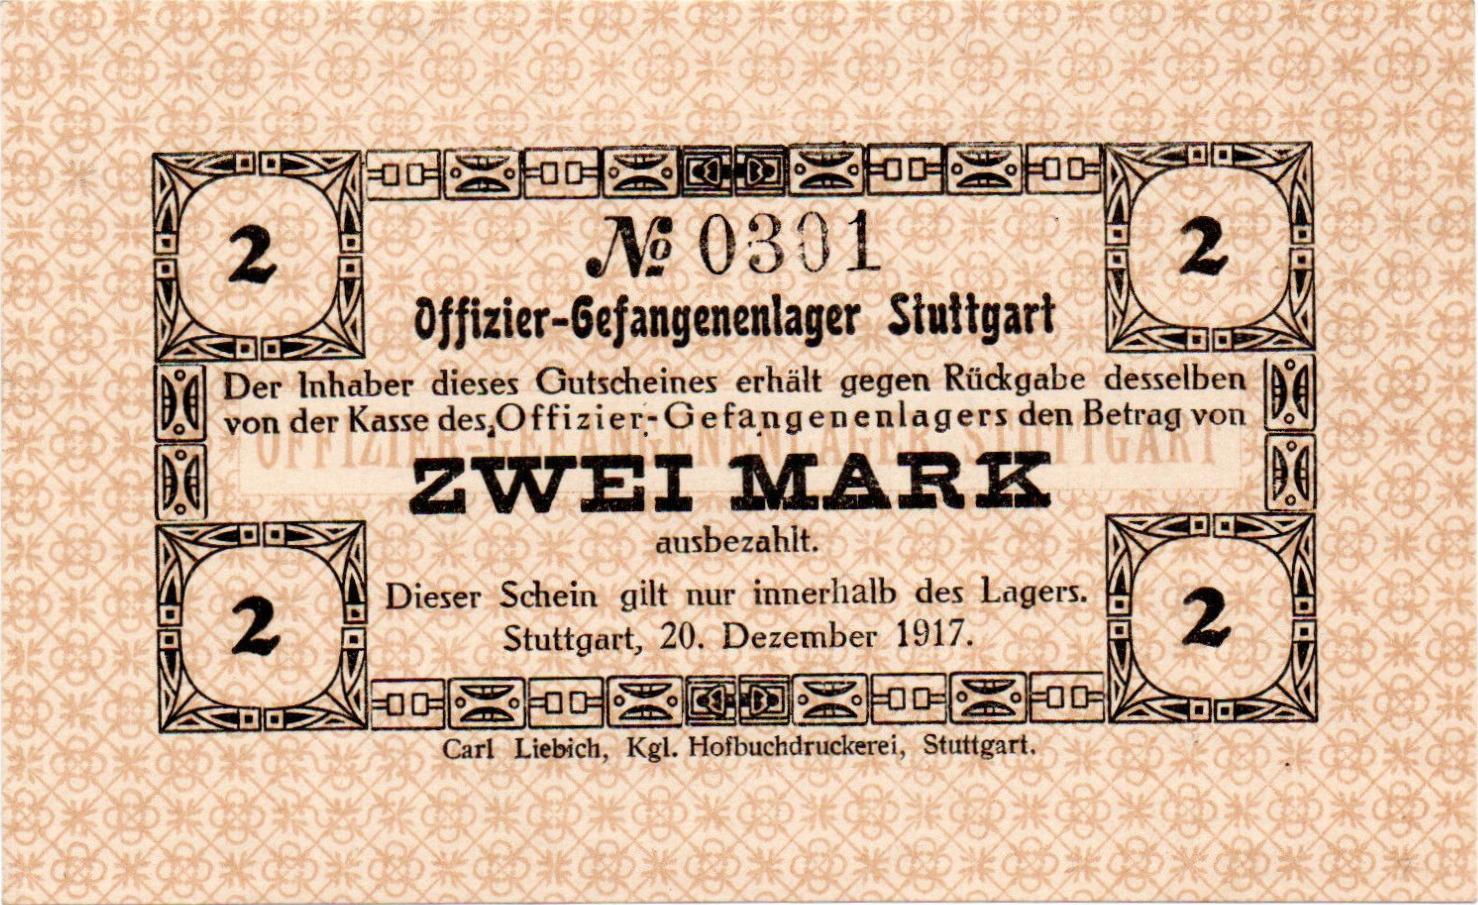 2
2
№ 0301
Offizier-Gefangenenlager Stuttgart
Der Inhaber dieses Gutscheines erhält gegen Rückgabe desselben
von der Kasse des Offizier-Gefangenenlagers den Betrag von
OFFIZIER-GEFANGENENLAGER STUTTGART
ZWEI MARK
ausbezahlt.
Dieser Schein gilt nur innerhalb des Lagers.
Stuttgart, 20. Dezember 1917.
2
2
Carl Liebich, Kgl. Hofbuchdruckerei, Stuttgart.